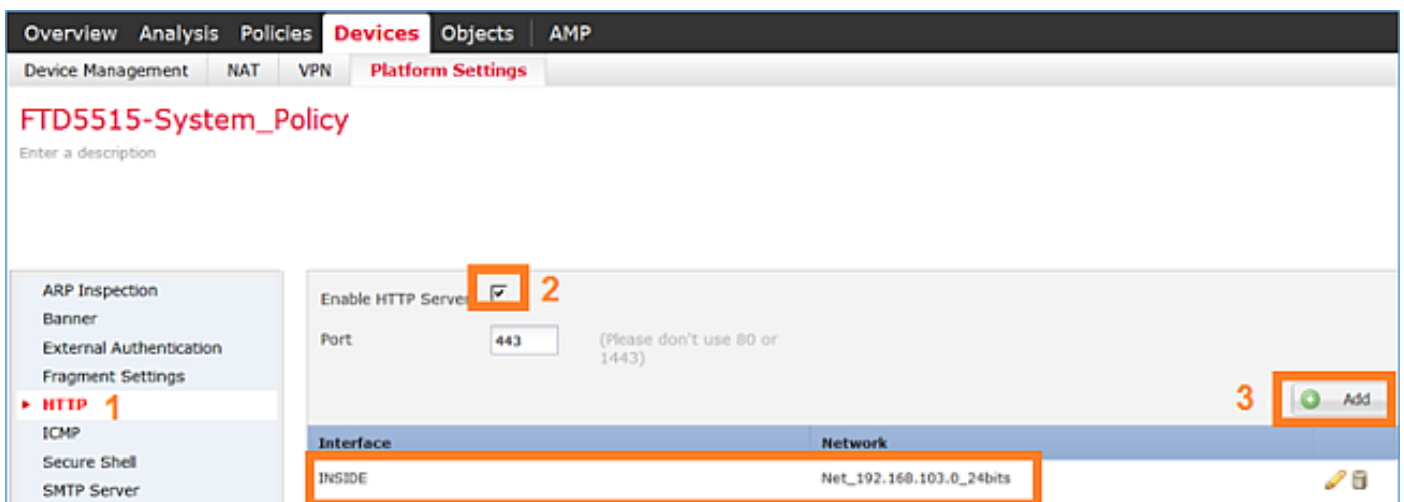 Overview Analysis Policies Devices Objects AMP
Device Management NAT VPN Platform Settings
FTD5515-System_Policy
Enter a description
ARP Inspection
Banner
External Authentication
Fragment Settings
HTTP 1
ICMP
Secure Shell
SMTP Server
Enable HTTP Server 2
Port 443 (Please don't use 80 or
1443)
3 Add
Interface Network
INSIDE Net_192.168.103.0_24bits